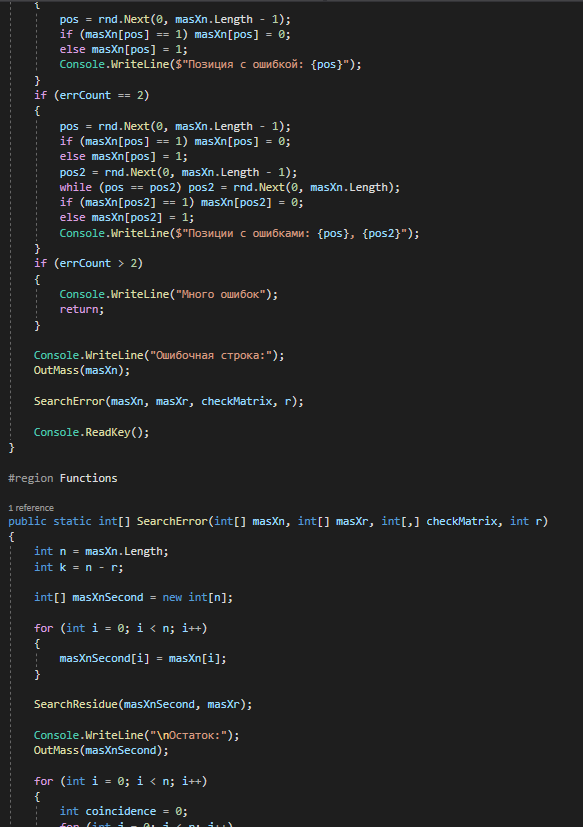 {
pos = rnd.Next(0, masXn.Length - 1);
if (masXn[pos] == 1) masXn[pos] = 0;
else masXn[pos] = 1;
Console.WriteLine($"Позиция с ошибкой: {pos}");
}
if (errCount == 2)
{
pos = rnd.Next(0, masXn.Length - 1);
if (masXn[pos] == 1) masXn[pos] = 0;
else masXn[pos] = 1;
pos2 = rnd.Next(0, masXn.Length - 1);
while (pos == pos2) pos2 = rnd.Next(0, masXn.Length);
if (masXn[pos2] == 1) masXn[pos2] = 0;
else masXn[pos2] = 1;
Console.WriteLine($"Позиции с ошибками: {pos}, {pos2}");
}
if (errCount > 2)
{
Console.WriteLine("Много ошибок");
return;
}
Console.WriteLine("Ошибочная строка:");
OutMass(masXn);
SearchError(masXn, masXr, checkMatrix, r);
Console.ReadKey();
}
#region Functions
1 reference
public static int[] SearchError(int[] masXn, int[] masXr, int[,] checkMatrix, int r)
{
int n = masXn.Length;
int k = n - r;
int[] masXnSecond = new int[n];
for (int i = 0; i < n; i++)
{
masXnSecond[i] = masXn[i];
}
SearchResidue(masXnSecond, masXr);
Console.WriteLine("\nОстаток:");
OutMass(masXnSecond);
for (int i = 0; i < n; i++)
{
int coincidence = 0;